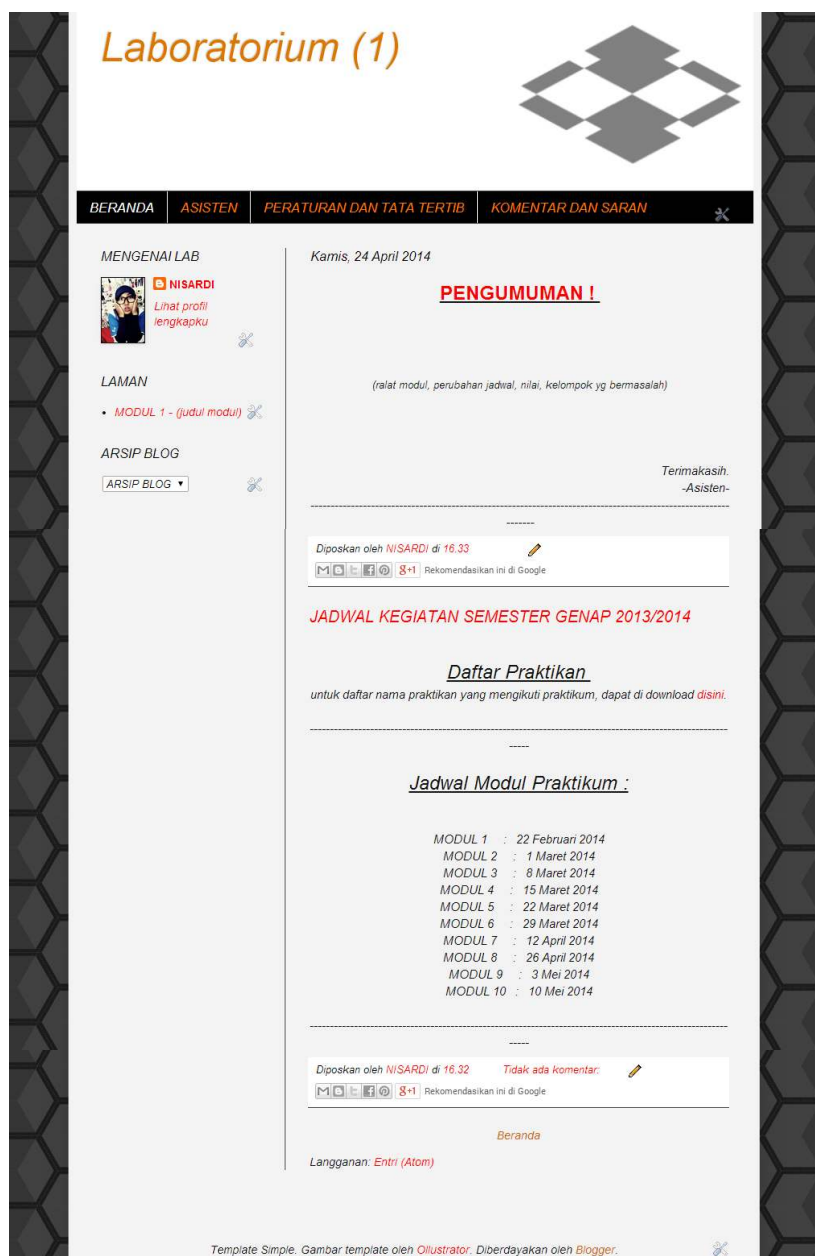 Laboratorium (1)
BERANDA ASISTEN PERATURAN DAN TATA TERTIB KOMENTAR DAN SARAN
MENGENAI LAB
NISARDI
Lihat profil
lengkapku
LAMAN
• MODUL 1 - (judul modul)
ARSIP BLOG
ARSIP BLOG ▼
Kamis, 24 April 2014
PENGUMUMAN !
(ralat modul, perubahan jadwal, nilai, kelompok yg bermasalah)
Terimakasih.
-Asisten-
Diposkan oleh NISARDI di 16.33
8+1 Rekomendasikan ini di Google
JADWAL KEGIATAN SEMESTER GENAP 2013/2014
Daftar Praktikan
untuk daftar nama praktikan yang mengikuti praktikum, dapat di download disini.
Jadwal Modul Praktikum :
MODUL 1 : 22 Februari 2014
MODUL 2 : 1 Maret 2014
MODUL 3 : 8 Maret 2014
MODUL 4 : 15 Maret 2014
MODUL 5 : 22 Maret 2014
MODUL 6 : 29 Maret 2014
MODUL 7 : 12 April 2014
MODUL 8 : 26 April 2014
MODUL 9 : 3 Mei 2014
MODUL 10 : 10 Mei 2014
Diposkan oleh NISARDI di 16.32 Tidak ada komentar:
8+1 Rekomendasikan ini di Google
Beranda
Langganan: Entri (Atom)
Template Simple. Gambar template oleh Ollustrator. Diberdayakan oleh Blogger.